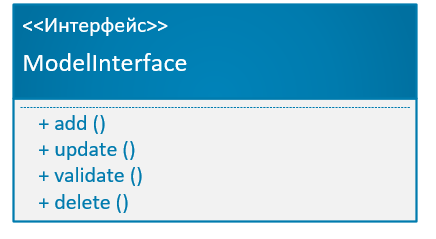 <<Интерфейс>>
ModelInterface
+ add ()
+ update ()
+ validate ()
+ delete ()